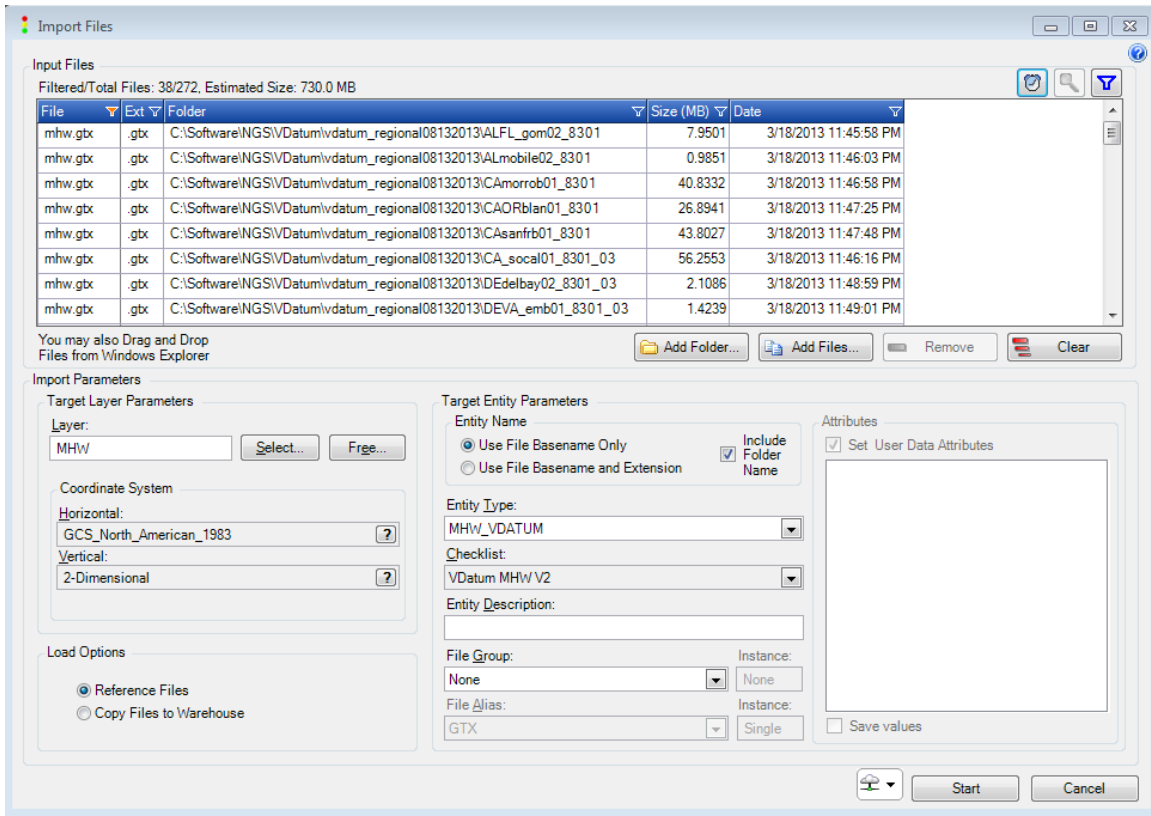 Import Files
Input Files
Filtered/Total Files: 38/272, Estimated Size: 730.0 MB
File Ext Folder Size (MB) Date
mhw.gtx .gtx C:\Software\NGS\VDatum\vdatum_regional08132013\ALFL_gom02_8301 7.9501 3/18/2013 11:45:58 PM
mhw.gtx .gtx C:\Software\NGS\VDatum\vdatum_regional08132013\ALmobile02_8301 0.9851 3/18/2013 11:46:03 PM
mhw.gtx .gtx C:\Software\NGS\VDatum\vdatum_regional08132013\CAmorrob01_8301 40.8332 3/18/2013 11:46:58 PM
mhw.gtx .gtx C:\Software\NGS\VDatum\vdatum_regional08132013\CAORblan01_8301 26.8941 3/18/2013 11:47:25 PM
mhw.gtx .gtx C:\Software\NGS\VDatum\vdatum_regional08132013\CAsanfrb01_8301 43.8027 3/18/2013 11:47:48 PM
mhw.gtx .gtx C:\Software\NGS\VDatum\vdatum_regional08132013\CA_socal01_8301_03 56.2553 3/18/2013 11:46:16 PM
mhw.gtx .gtx C:\Software\NGS\VDatum\vdatum_regional08132013\DEdelbay02_8301_03 2.1086 3/18/2013 11:48:59 PM
mhw.gtx .gtx C:\Software\NGS\VDatum\vdatum_regional08132013\DEVA_emb01_8301_03 1.4239 3/18/2013 11:49:01 PM
You may also Drag and Drop
Files from Windows Explorer
Add Folder... Add Files... Remove Clear
Import Parameters
Target Layer Parameters
Layer:
MHW Select... Free...
Coordinate System
Horizontal:
GCS_North_American_1983 ?
Vertical:
2-Dimensional ?
Load Options
Reference Files
Copy Files to Warehouse
Target Entity Parameters
Entity Name
Use File Basename Only
Use File Basename and Extension
Include
Folder
Name
Entity Type:
MHW_VDATUM
Checklist:
VDatum MHW V2
Entity Description:
File Group: Instance:
None None
File Alias: Instance:
GTX Single
Attributes
Set User Data Attributes
Save values
Start Cancel